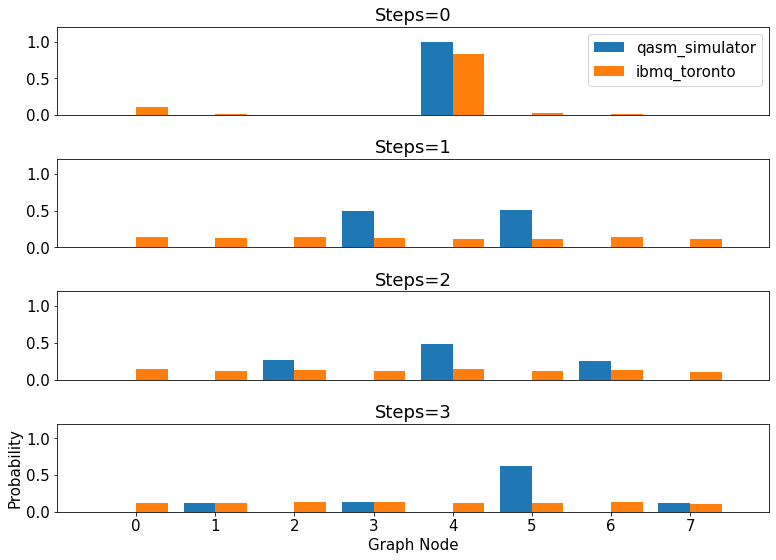 Steps=0
1.0
0.5
0.0
qasm_simulator
ibmq_toronto
Steps=1
1.0
0.5
0.0
Steps=2
1.0
0.5
0.0
Steps=3
1.0
0.5
0.0
Probability
0 1 2 3 4 5 6 7
Graph Node